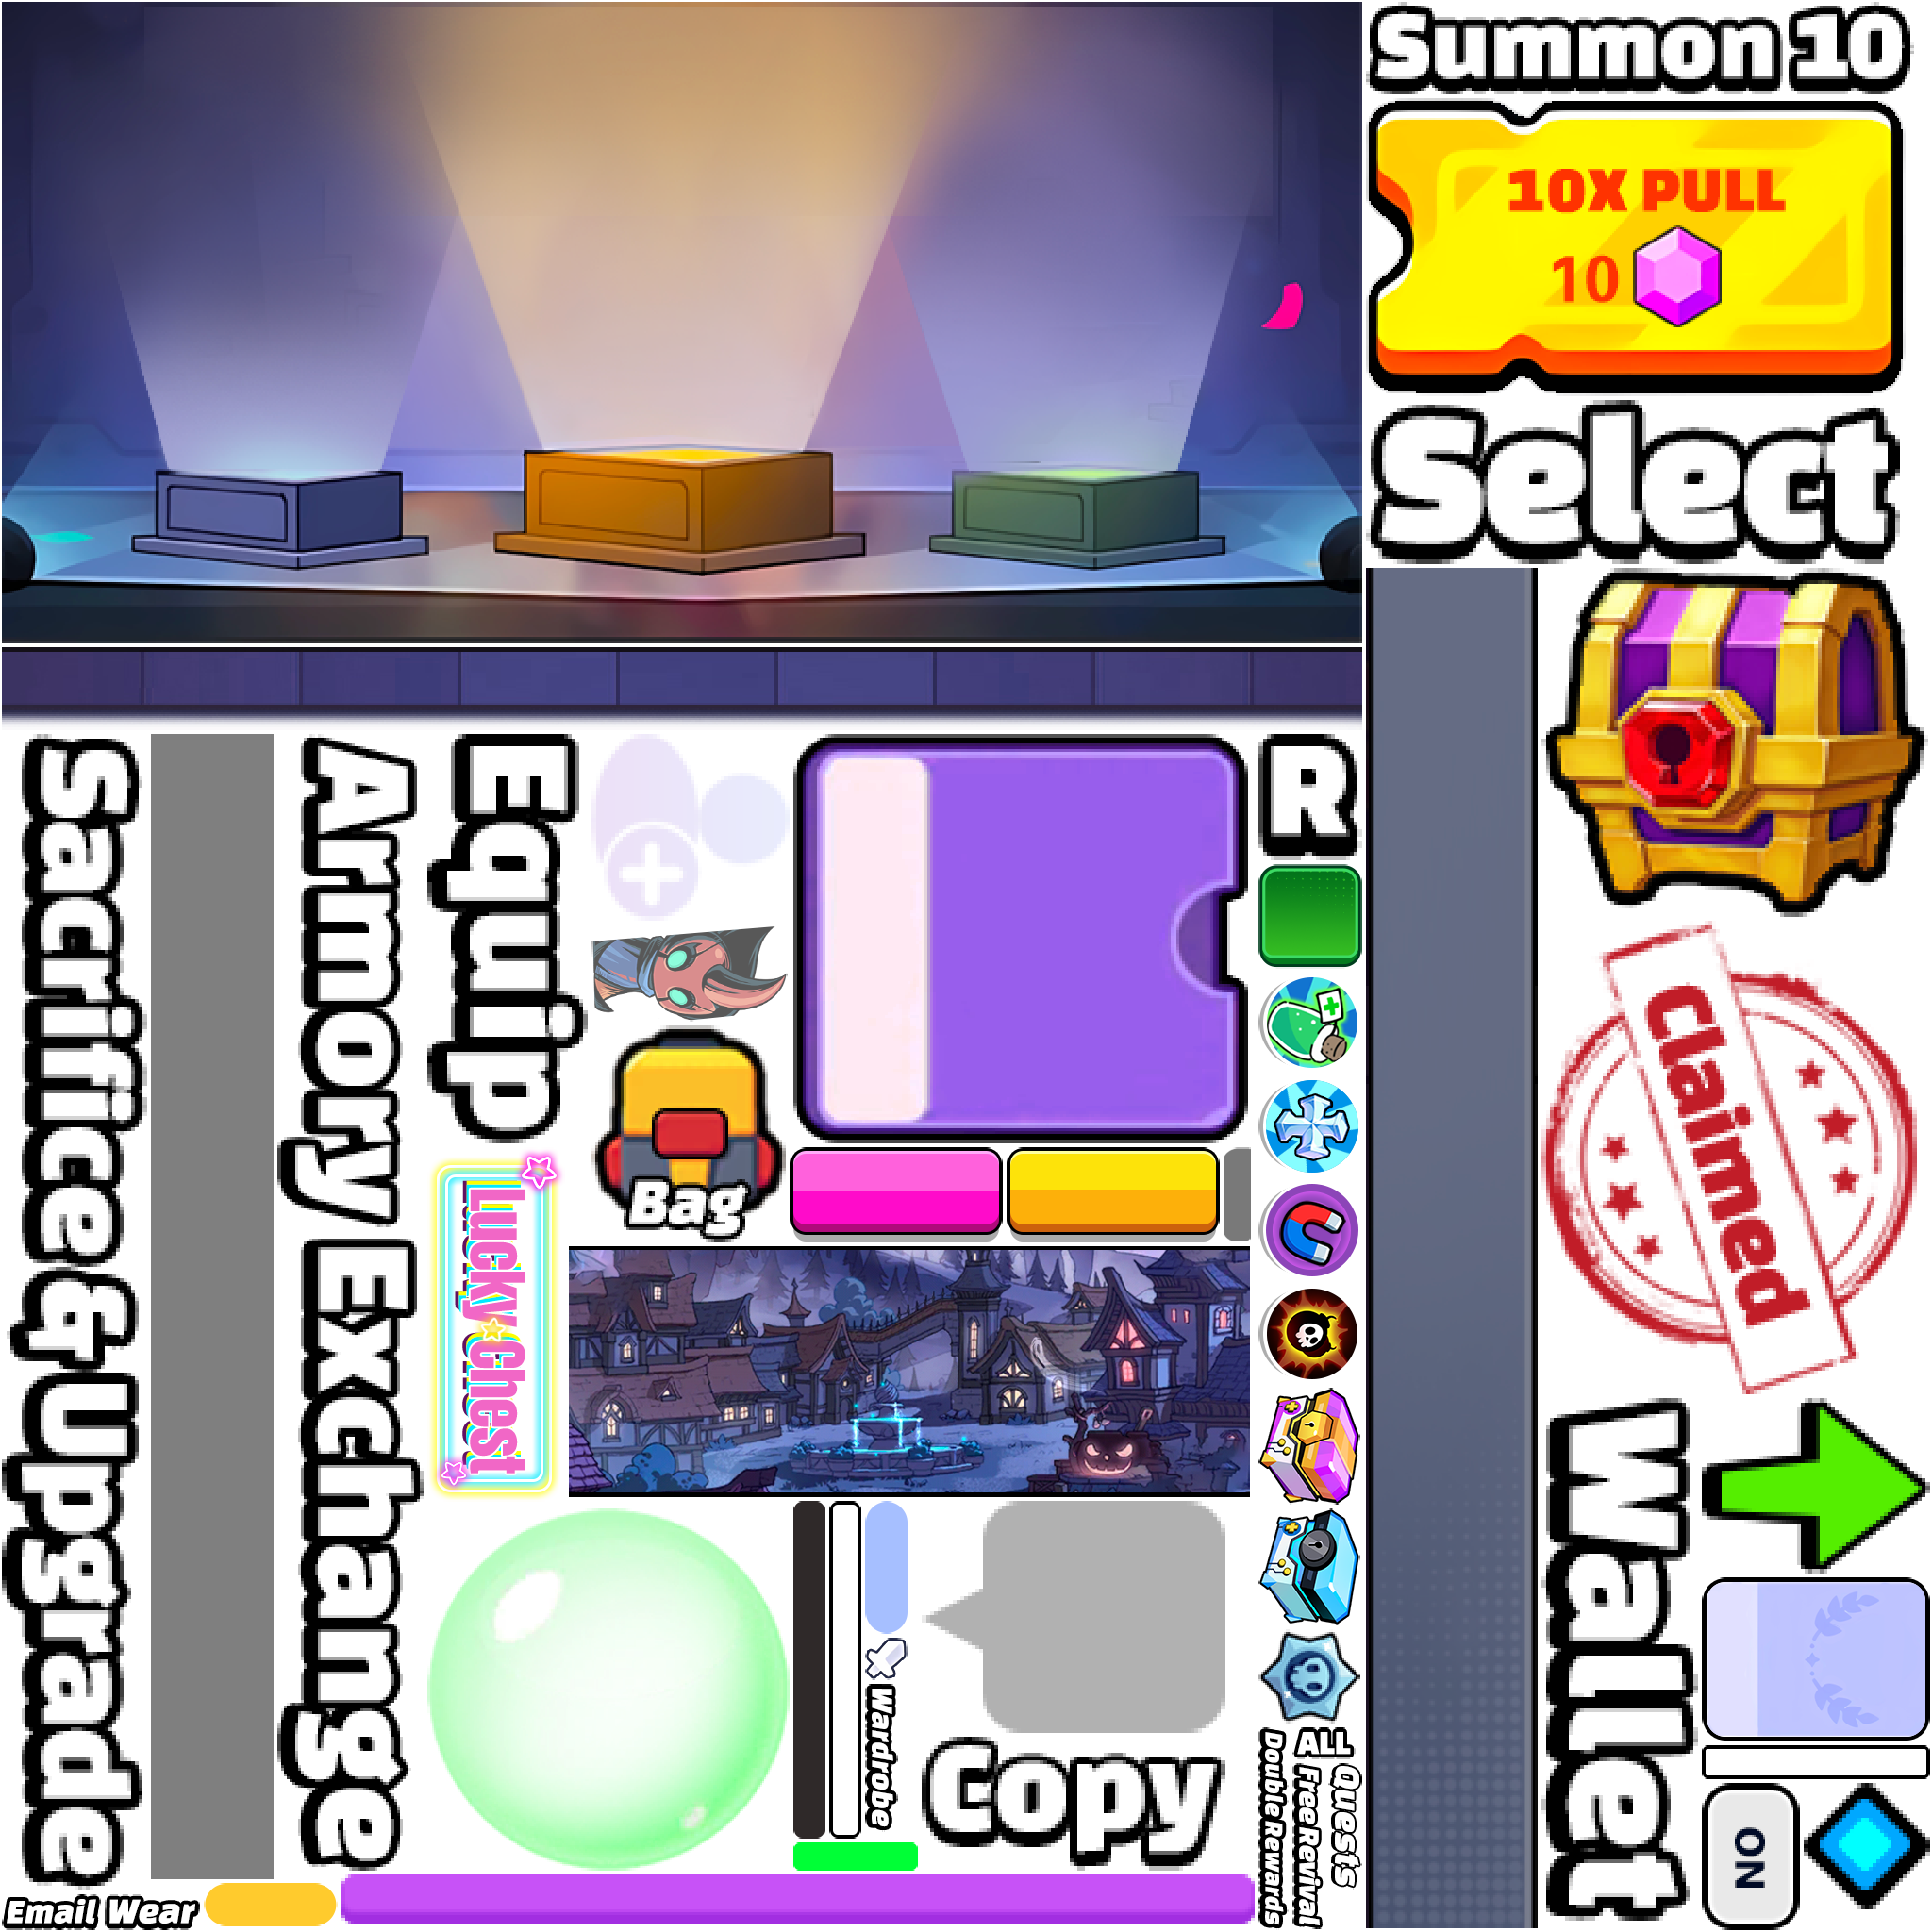 Summon 10
10X PULL
10
Select
Sacrifice & Upgrade
Armory Exchange
Equip
R
Bag
Lucky Chest
Claimed
Wallet
Wardrobe
Copy
ALL
Quests
Free Revival
Double Rewards
NO
Email Wear